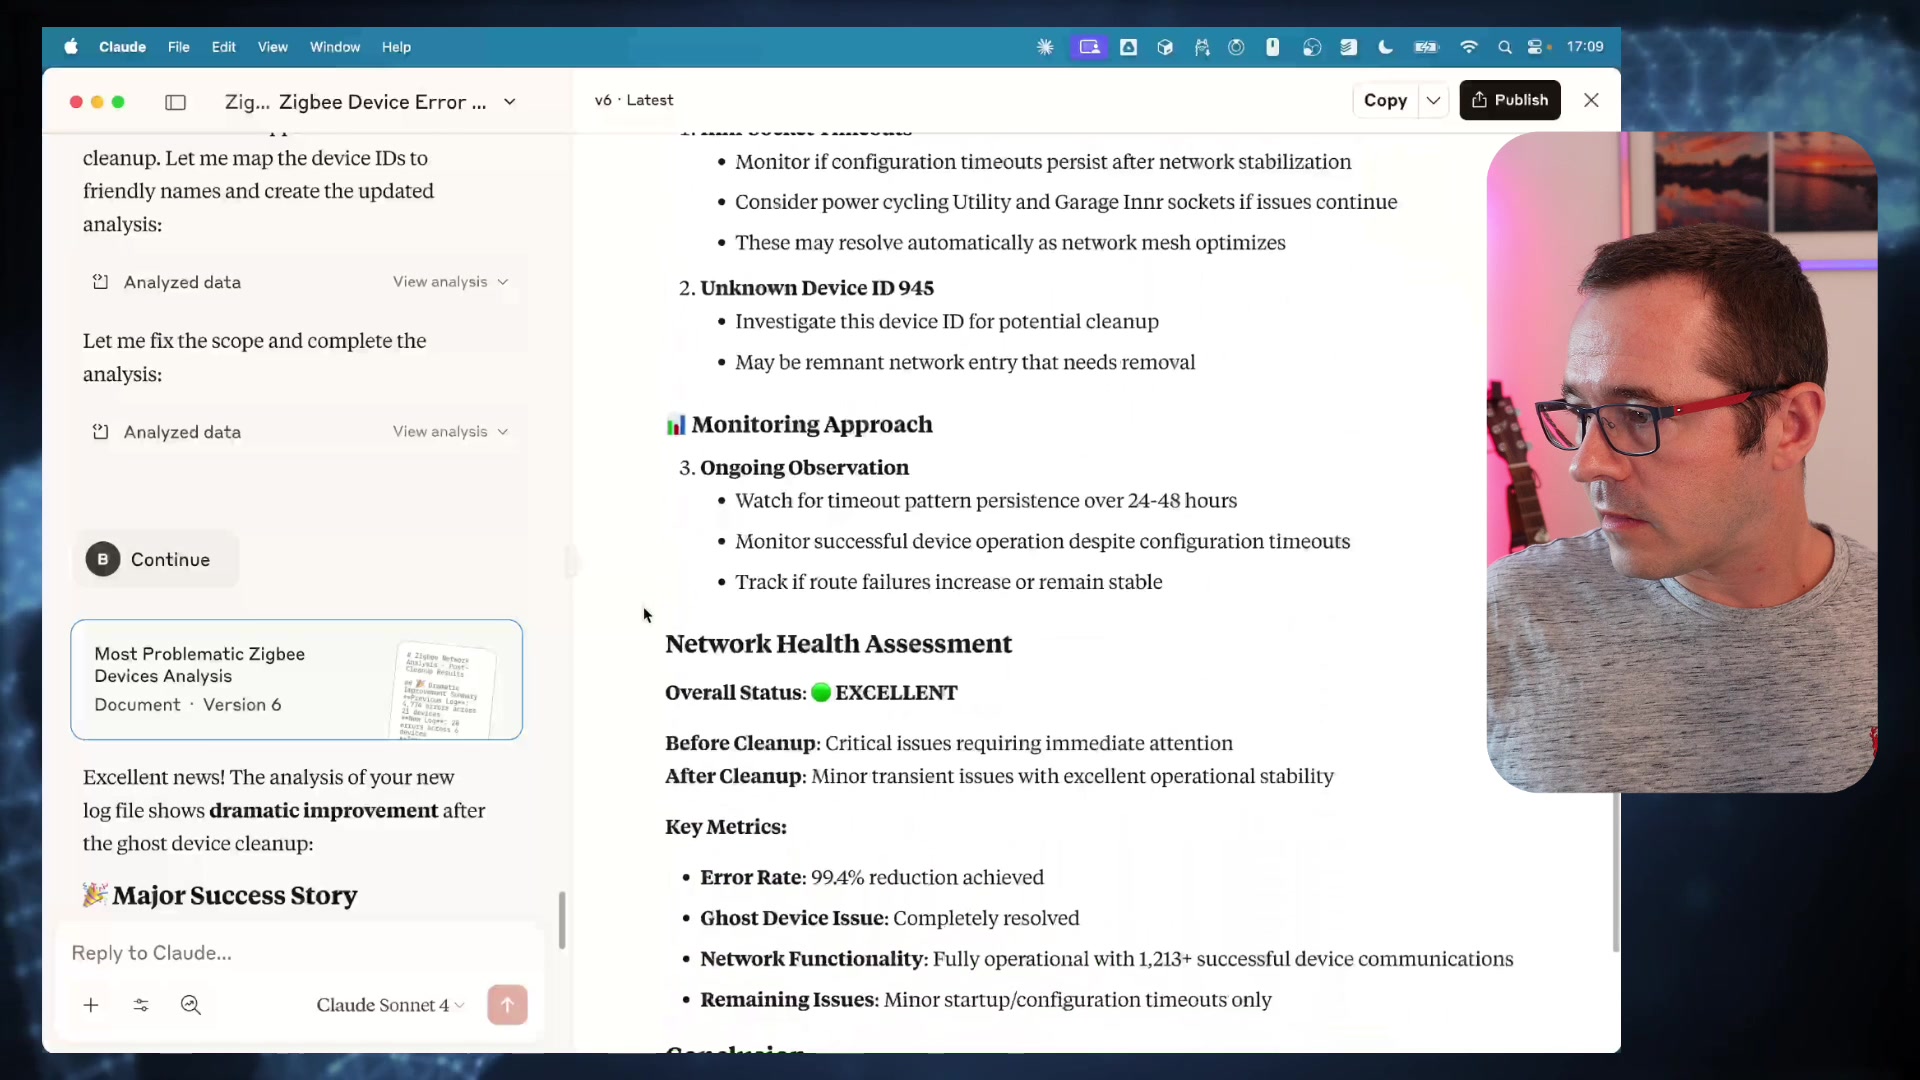 Claude File Edit View Window Help 17:09
Zig... Zigbee Device Error ...
v6 · Latest
Copy
Publish
cleanup. Let me map the device IDs to
friendly names and create the updated
analysis:
Analyzed data View analysis
Let me fix the scope and complete the
analysis:
Analyzed data View analysis
B Continue
Most Problematic Zigbee
Devices Analysis
Document · Version 6
# Zigbee Network
Analysis - Post-
Cleanup Results
Excellent news! The analysis of your new
log file shows dramatic improvement after
the ghost device cleanup:
🎉 Major Success Story
Reply to Claude...
Claude Sonnet 4
• Monitor if configuration timeouts persist after network stabilization
• Consider power cycling Utility and Garage Innr sockets if issues continue
• These may resolve automatically as network mesh optimizes
2. Unknown Device ID 945
• Investigate this device ID for potential cleanup
• May be remnant network entry that needs removal
📊 Monitoring Approach
3. Ongoing Observation
• Watch for timeout pattern persistence over 24-48 hours
• Monitor successful device operation despite configuration timeouts
• Track if route failures increase or remain stable
Network Health Assessment
Overall Status: 🟢 EXCELLENT
Before Cleanup: Critical issues requiring immediate attention
After Cleanup: Minor transient issues with excellent operational stability
Key Metrics:
• Error Rate: 99.4% reduction achieved
• Ghost Device Issue: Completely resolved
• Network Functionality: Fully operational with 1,213+ successful device communications
• Remaining Issues: Minor startup/configuration timeouts only
Conclusion